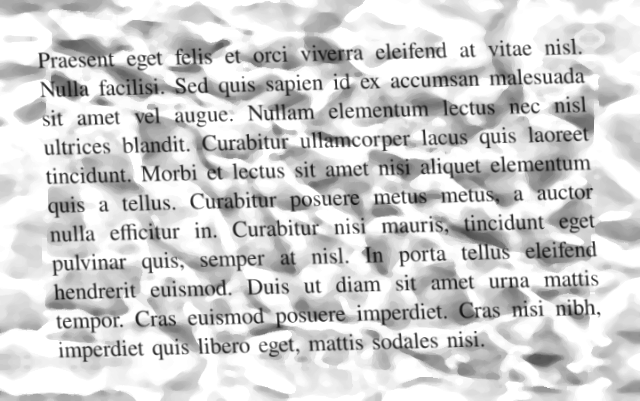 Praesent eget felis et orci viverra eleifend at vitae nisl.
Nulla facilisi. Sed quis sapien id ex accumsan malesuada
sit amet vel augue. Nullam elementum lectus nec nisl
ultrices blandit. Curabitur ullamcorper lacus quis laoreet
tincidunt. Morbi et lectus sit amet nisi aliquet elementum
quis a tellus. Curabitur posuere metus metus, a auctor
nulla efficitur in. Curabitur nisi mauris, tincidunt eget
pulvinar quis, semper at nisl. In porta tellus eleifend
hendrerit euismod. Duis ut diam sit amet urna mattis
tempor. Cras euismod posuere imperdiet. Cras nisi nibh,
imperdiet quis libero eget, mattis sodales nisi.